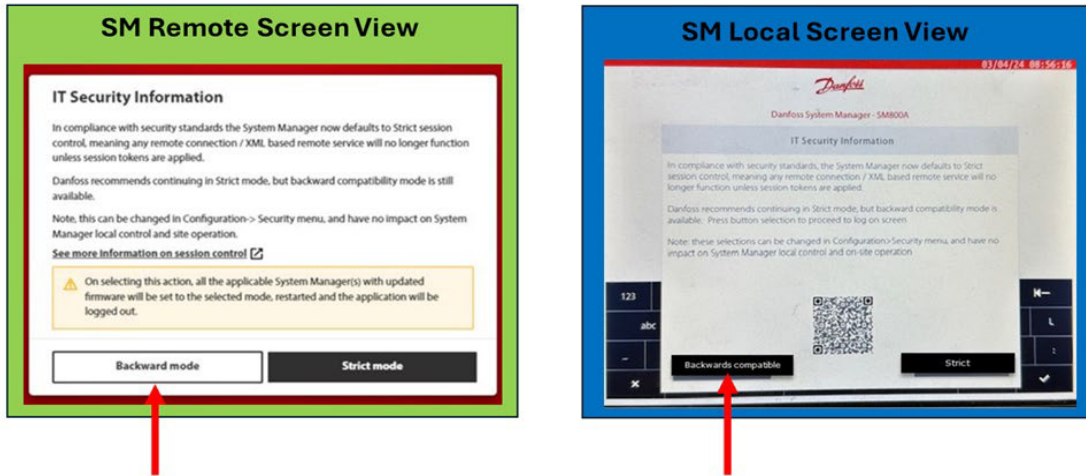 SM Remote Screen View
IT Security Information
In compliance with security standards the System Manager now defaults to Strict session
control, meaning any remote connection / XML based remote service will no longer function
unless session tokens are applied.
Danfoss recommends continuing in Strict mode, but backward compatibility mode is still
available.
Note, this can be changed in Configuration-> Security menu, and have no impact on System
Manager local control and site operation.
See more information on session control
On selecting this action, all the applicable System Manager(s) with updated
firmware will be set to the selected mode, restarted and the application will be
logged out.
Backward mode
Strict mode
SM Local Screen View
03/04/24 08:56:16
Danfoss
Danfoss System Manager - SM800A
IT Security Information
In compliance with security standards, the System Manager now defaults to Strict
session control, meaning any remote connection / XML based remote service will no
longer function unless session tokens are applied.
Danfoss recommends continuing in Strict mode, but backward compatibility mode is
available: Press button selection to proceed to log on screen
Note: these selections can be changed in Configuration>Security menu, and have no
impact on System Manager local control and on-site operation
123
abc
-
L
:
Backwards compatible
Strict